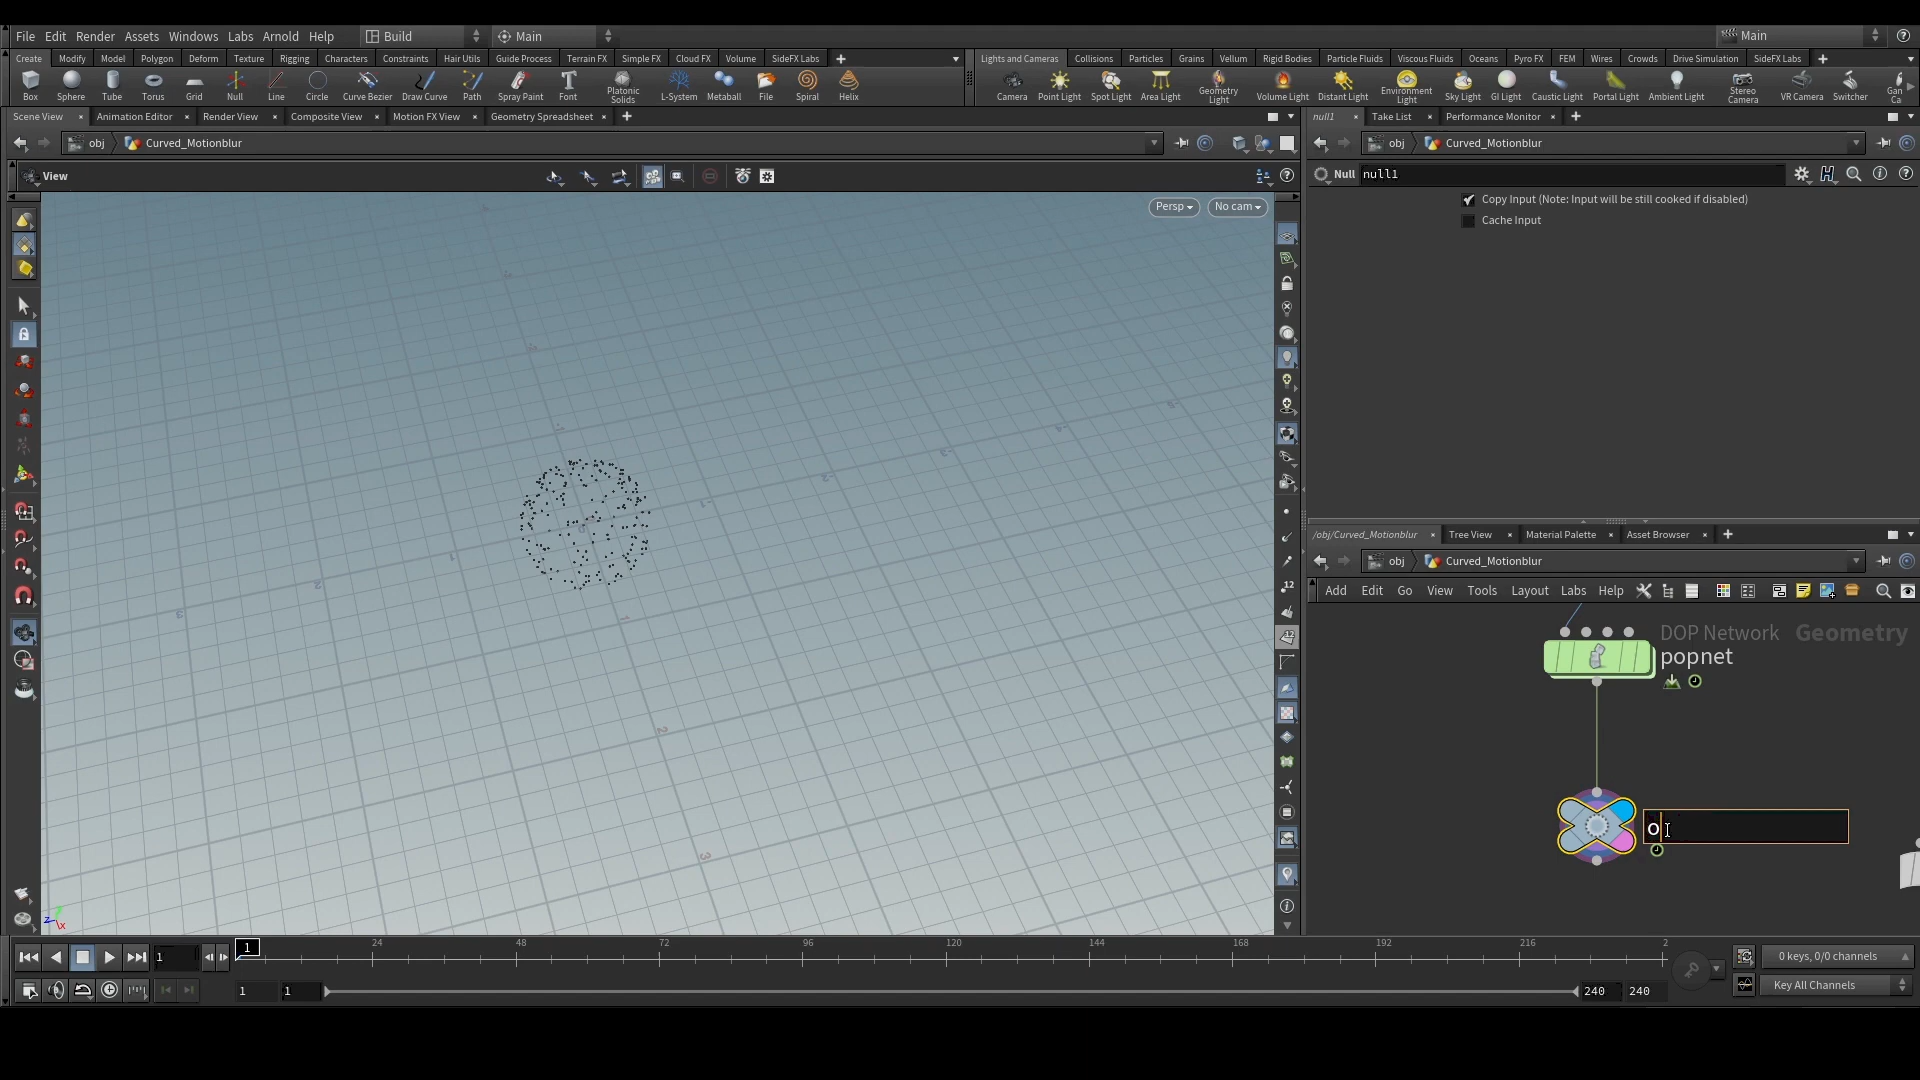 File Edit Render Assets Windows Labs Arnold Help Build Main Main
Create Modify Model Polygon Deform Texture Rigging Characters Constraints Hair Utils Guide Process Terrain FX Simple FX Cloud FX Volume SideFX Labs
Lights and Cameras Collisions Particles Grains Vellum Rigid Bodies Particle Fluids Viscous Fluids Oceans Pyro FX FEM Wires Crowds Drive Simulation SideFX Labs
Box Sphere Tube Torus Grid Null Line Circle Curve Bezier Draw Curve Path Spray Paint Font Platonic Solids L-System Metaball File Spiral Helix
Camera Point Light Spot Light Area Light Geometry Light Volume Light Distant Light Environment Light Sky Light GI Light Caustic Light Portal Light Ambient Light Stereo Camera VR Camera Switcher Gan Ca
Scene View Animation Editor Render View Composite View Motion FX View Geometry Spreadsheet
null1 Take List Performance Monitor
obj Curved_Motionblur
obj Curved_Motionblur
View
Null null1
Copy Input (Note: Input will be still cooked if disabled)
Cache Input
Persp No cam
/obj/Curved_Motionblur Tree View Material Palette Asset Browser
obj Curved_Motionblur
Add Edit Go View Tools Layout Labs Help
DOP Network Geometry
popnet
o
z x
1 1 24 48 72 96 120 144 168 192 216 2
0 keys, 0/0 channels
1 1 240 240
Key All Channels